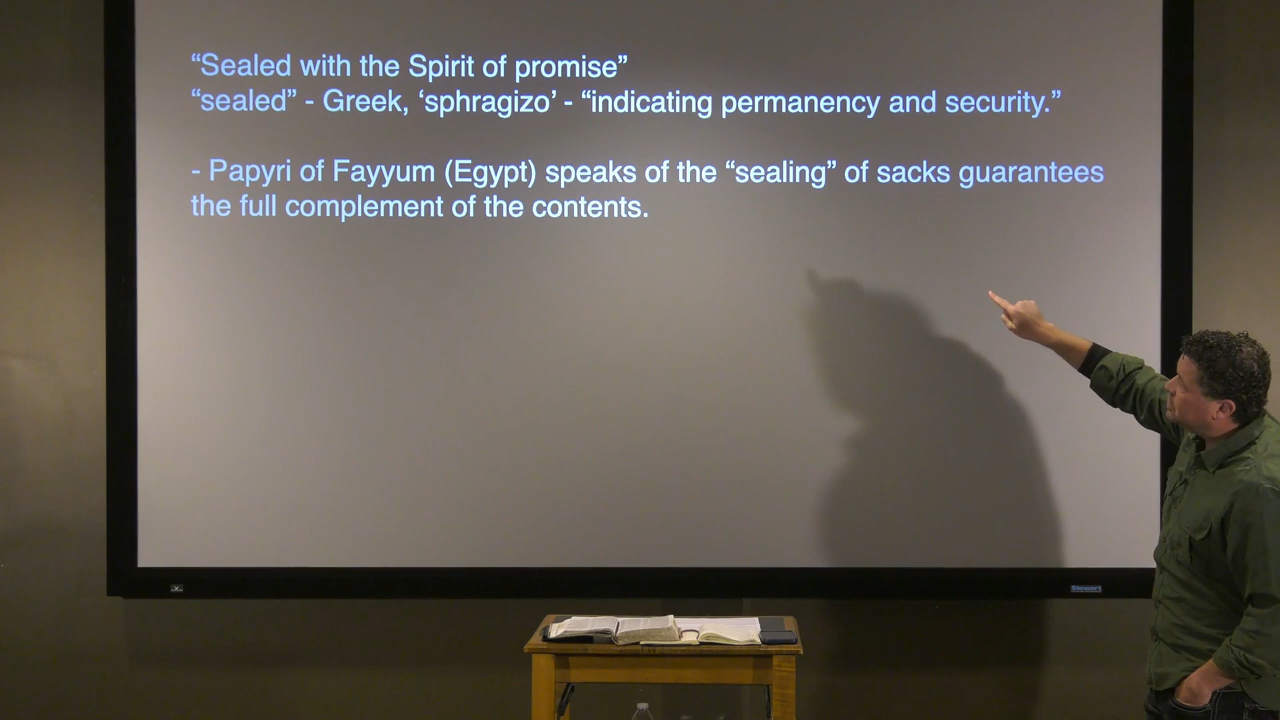 “Sealed with the Spirit of promise”
“sealed” - Greek, ‘sphragizo’ - “indicating permanency and security.”
- Papyri of Fayyum (Egypt) speaks of the “sealing” of sacks guarantees
the full complement of the contents.
Stewart